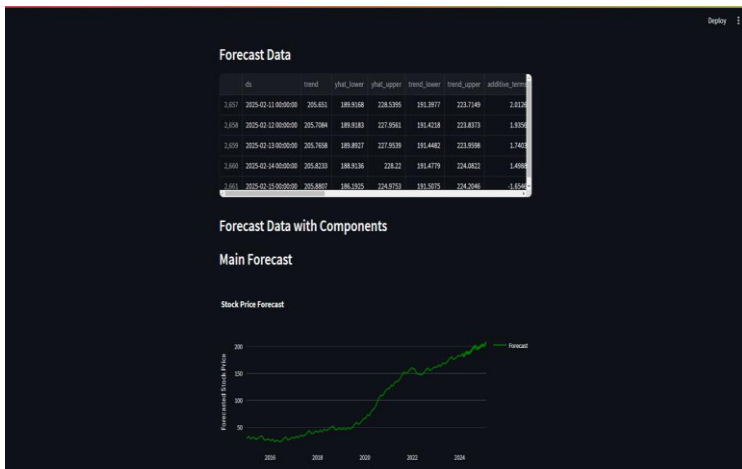 Deploy
Forecast Data
ds trend yhat_lower yhat_upper trend_lower trend_upper additive_terms
2,657 2025-02-11 00:00:00 205.651 189.9168 228.5395 191.3977 223.7149 2.0126
2,658 2025-02-12 00:00:00 205.7084 189.9183 227.9561 191.4218 223.8373 1.9356
2,659 2025-02-13 00:00:00 205.7658 189.8927 227.9539 191.4482 223.9598 1.7403
2,660 2025-02-14 00:00:00 205.8233 188.9136 228.22 191.4779 224.0822 1.4988
2,661 2025-02-15 00:00:00 205.8807 186.1925 224.9753 191.5075 224.2046 -1.6546
Forecast Data with Components
Main Forecast
Stock Price Forecast
Forecast
Forecasted Stock Price
200
150
100
50
2016 2018 2020 2022 2024